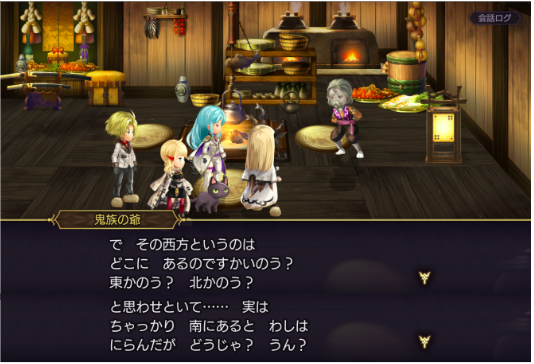 会話ログ
鬼族の爺
で　その西方というのは
どこに　あるのですかいのう？
東かのう？　北かのう？
と思わせといて……　実は
ちゃっかり　南にあると　わしは
にらんだが　どうじゃ？　うん？